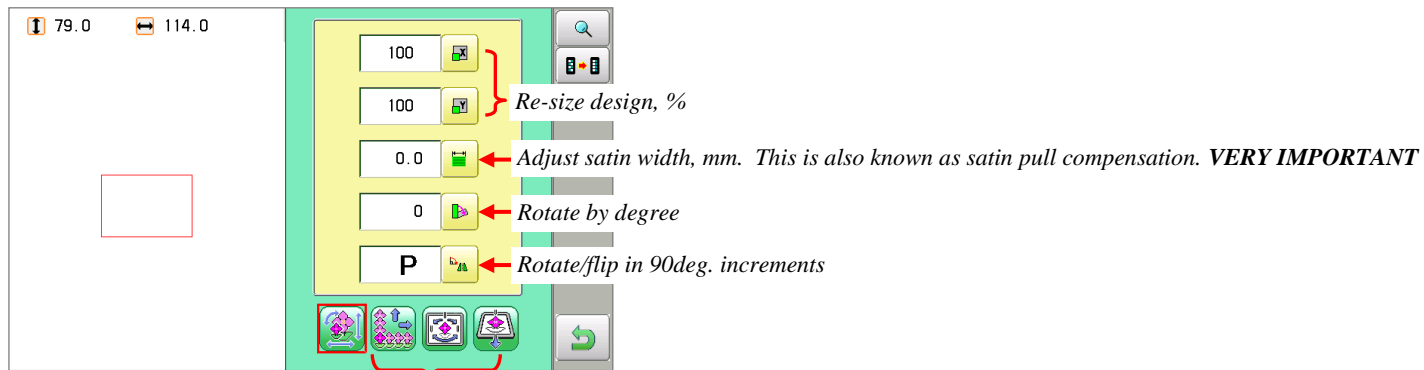 79.0 114.0
100 X
Y
100 Re-size design, %
0.0 Adjust satin width, mm. This is also known as satin pull compensation. VERY IMPORTANT
0 Rotate by degree
P Rotate/flip in 90deg. increments